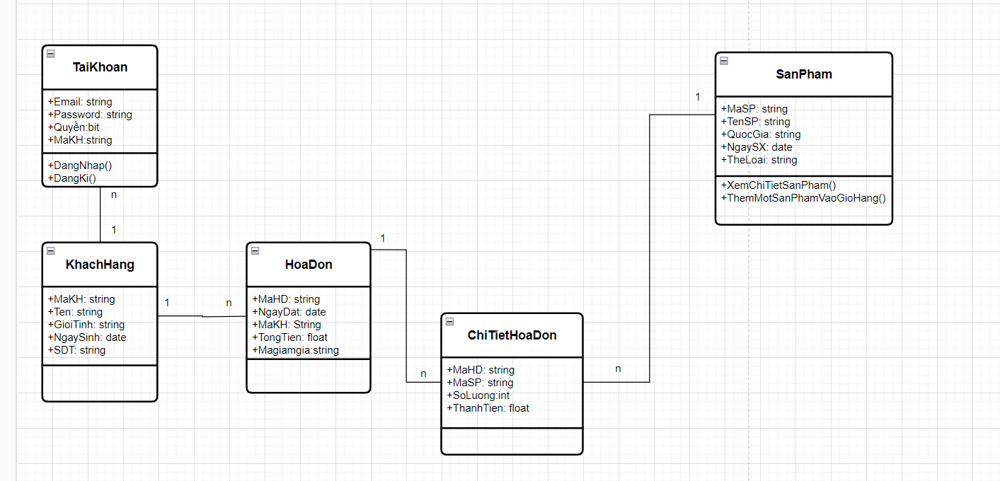 TaiKhoan
+Email: string
+Password: string
+Quyền:bit
+MaKH:string
+DangNhap()
+DangKi()
n
1
KhachHang
+MaKH: string
+Ten: string
+GioiTinh: string
+NgaySinh: date
+SDT: string
1
n
HoaDon
+MaHD: string
+NgayDat: date
+MaKH: String
+TongTien: float
+Magiamgia:string
1
n
ChiTietHoaDon
+MaHD: string
+MaSP: string
+SoLuong:int
+ThanhTien: float
n
1
SanPham
+MaSP: string
+TenSP: string
+QuocGia: string
+NgaySX: date
+TheLoai: string
+XemChiTietSanPham()
+ThemMotSanPhamVaoGioHang()